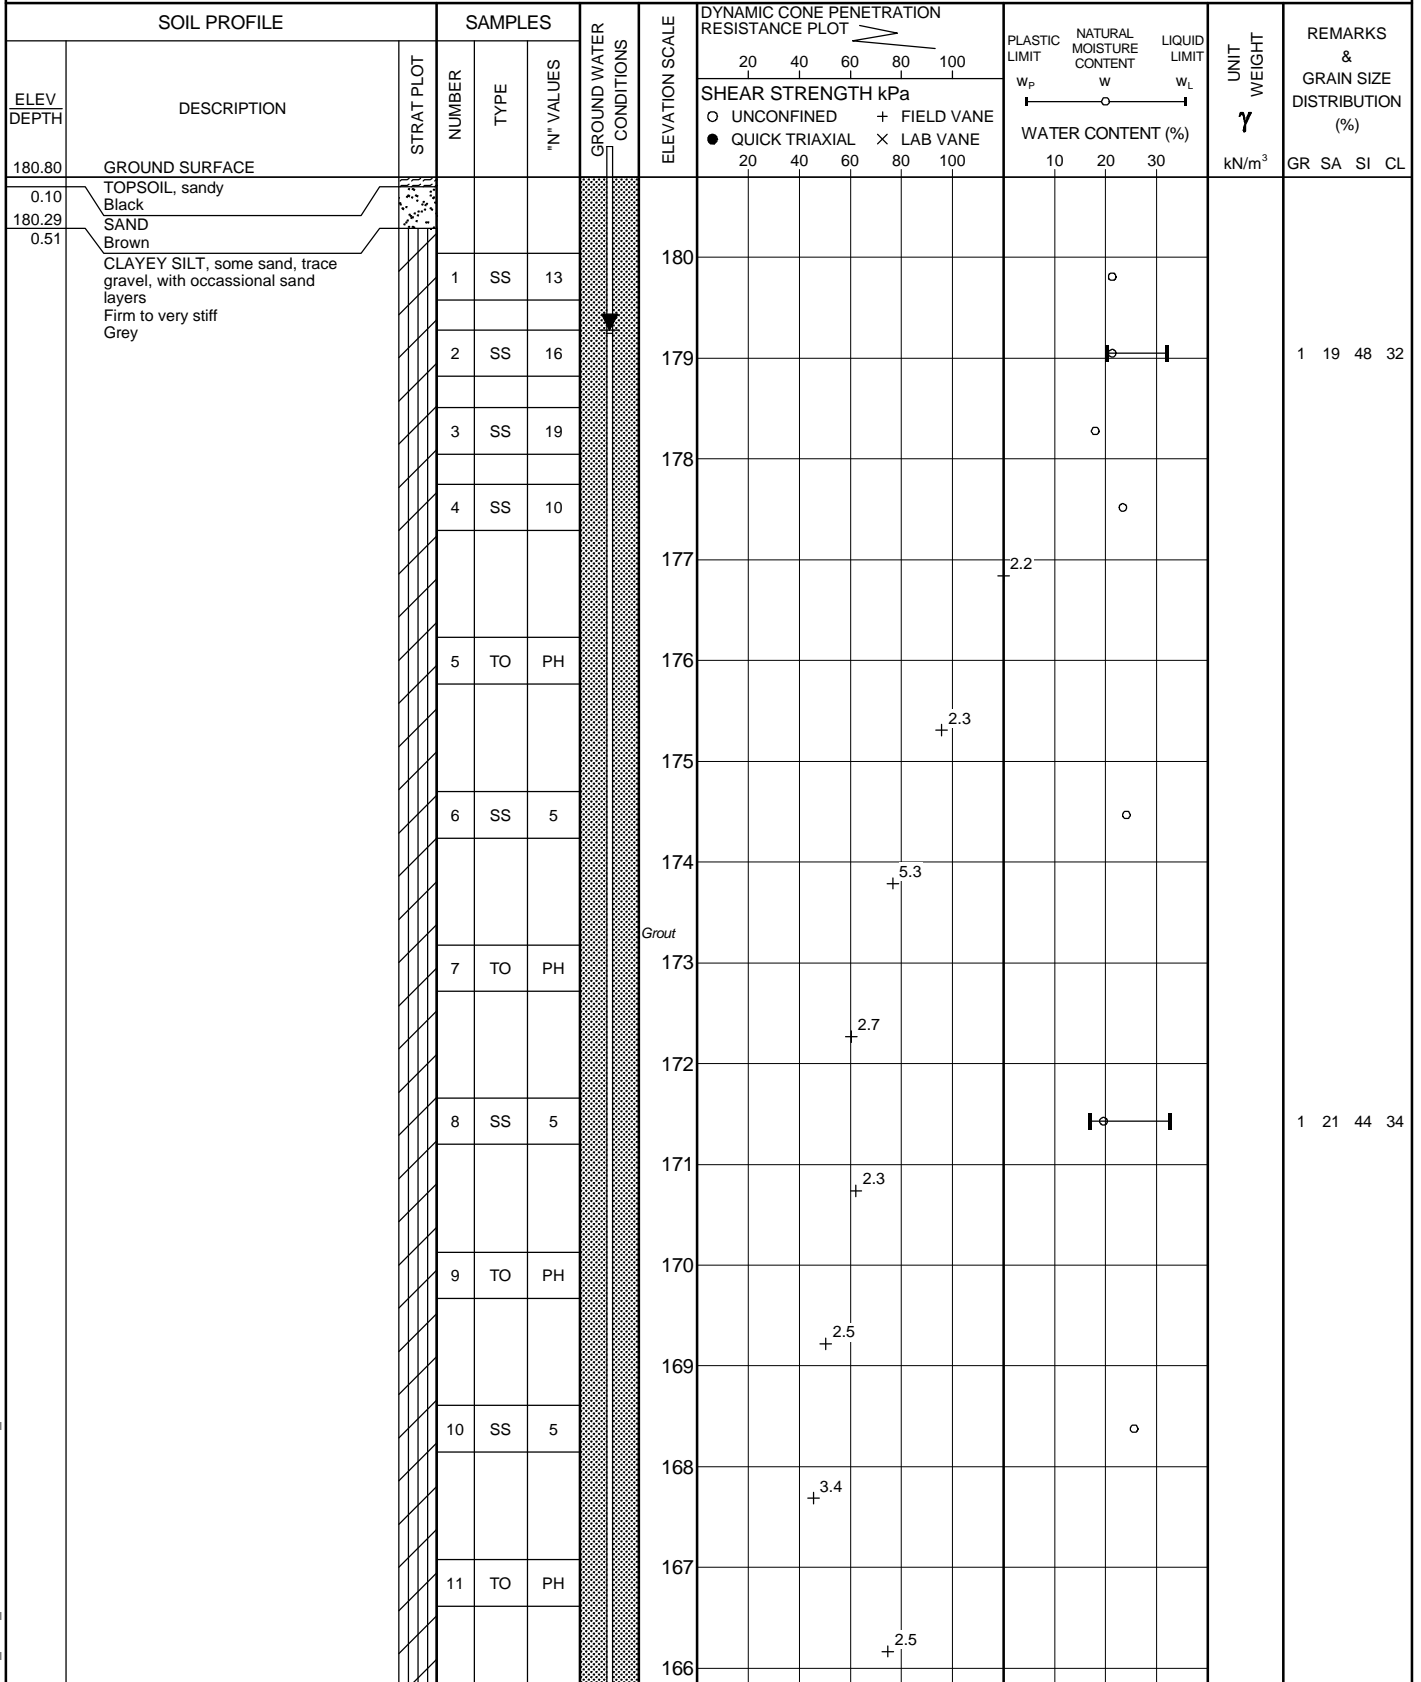 SOIL PROFILE
SAMPLES
GROUND WATER
CONDITIONS
ELEVATION SCALE
DYNAMIC CONE PENETRATION
RESISTANCE PLOT
20 40 60 80 100
SHEAR STRENGTH kPa
UNCONFINED + FIELD VANE
QUICK TRIAXIAL × LAB VANE
20 40 60 80 100
PLASTIC
LIMIT
NATURAL
MOISTURE
CONTENT
LIQUID
LIMIT
WP W WL
WATER CONTENT (%)
10 20 30
UNIT
WEIGHT
γ
kN/m³
REMARKS
&
GRAIN SIZE
DISTRIBUTION
(%)
GR SA SI CL
ELEV
DEPTH
DESCRIPTION
STRAT PLOT
NUMBER
TYPE
"N" VALUES
180.80 GROUND SURFACE
TOPSOIL, sandy
0.10
Black
180.29
SAND
0.51
Brown
CLAYEY SILT, some sand, trace
gravel, with occassional sand
layers
Firm to very stiff
Grey
180
1 SS 13
2 SS 16
179
1 19 48 32
3 SS 19
178
4 SS 10
177
2.2
5 TO PH
176
2.3
175
6 SS 5
174
5.3
Grout
7 TO PH
173
2.7
172
8 SS 5
1 21 44 34
171
2.3
170
9 TO PH
2.5
169
10 SS 5
168
3.4
167
11 TO PH
2.5
166